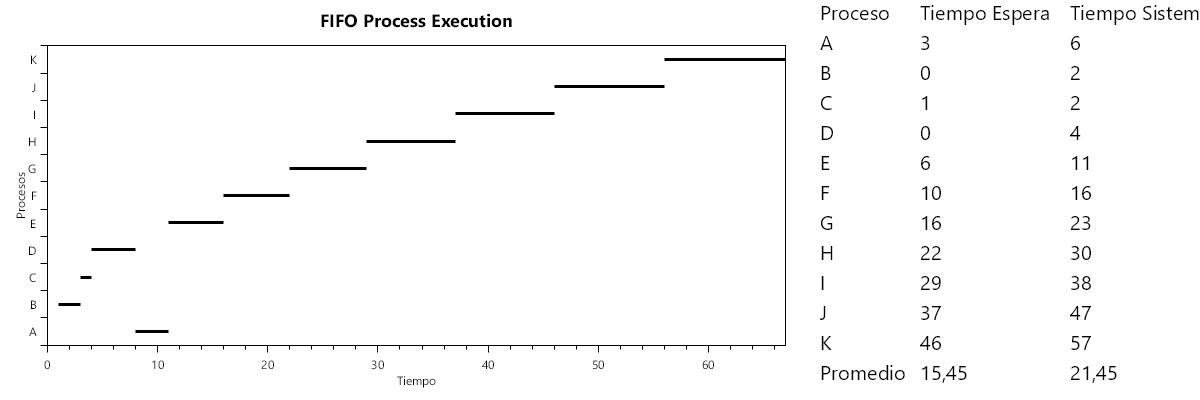 FIFO Process Execution
Procesos
K
J
I
H
G
F
E
D
C
B
A
0 10 20 30 40 50 60
Tiempo
Proceso Tiempo Espera Tiempo Sistem
A 3 6
B 0 2
C 1 2
D 0 4
E 6 11
F 10 16
G 16 23
H 22 30
I 29 38
J 37 47
K 46 57
Promedio 15,45 21,45